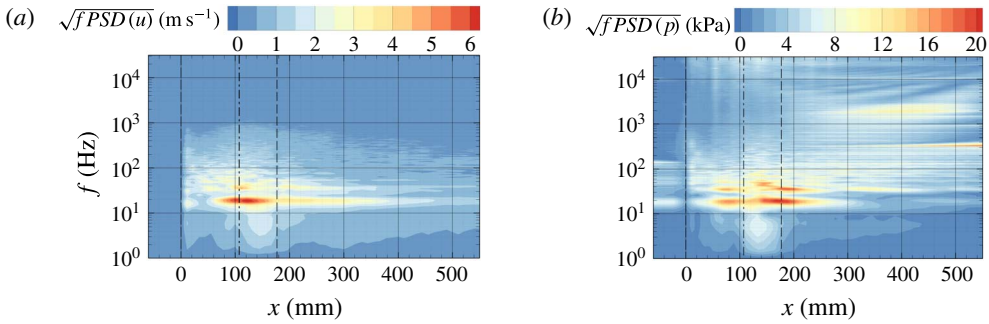 (a) √f PSD (u) (m s⁻¹)
0 1 2 3 4 5 6
10⁴
10³
10²
10¹
10⁰
f (Hz)
0 100 200 300 400 500
x (mm)
(b) √f PSD (p) (kPa)
0 4 8 12 16 20
10⁴
10³
10²
10¹
10⁰
0 100 200 300 400 500
x (mm)